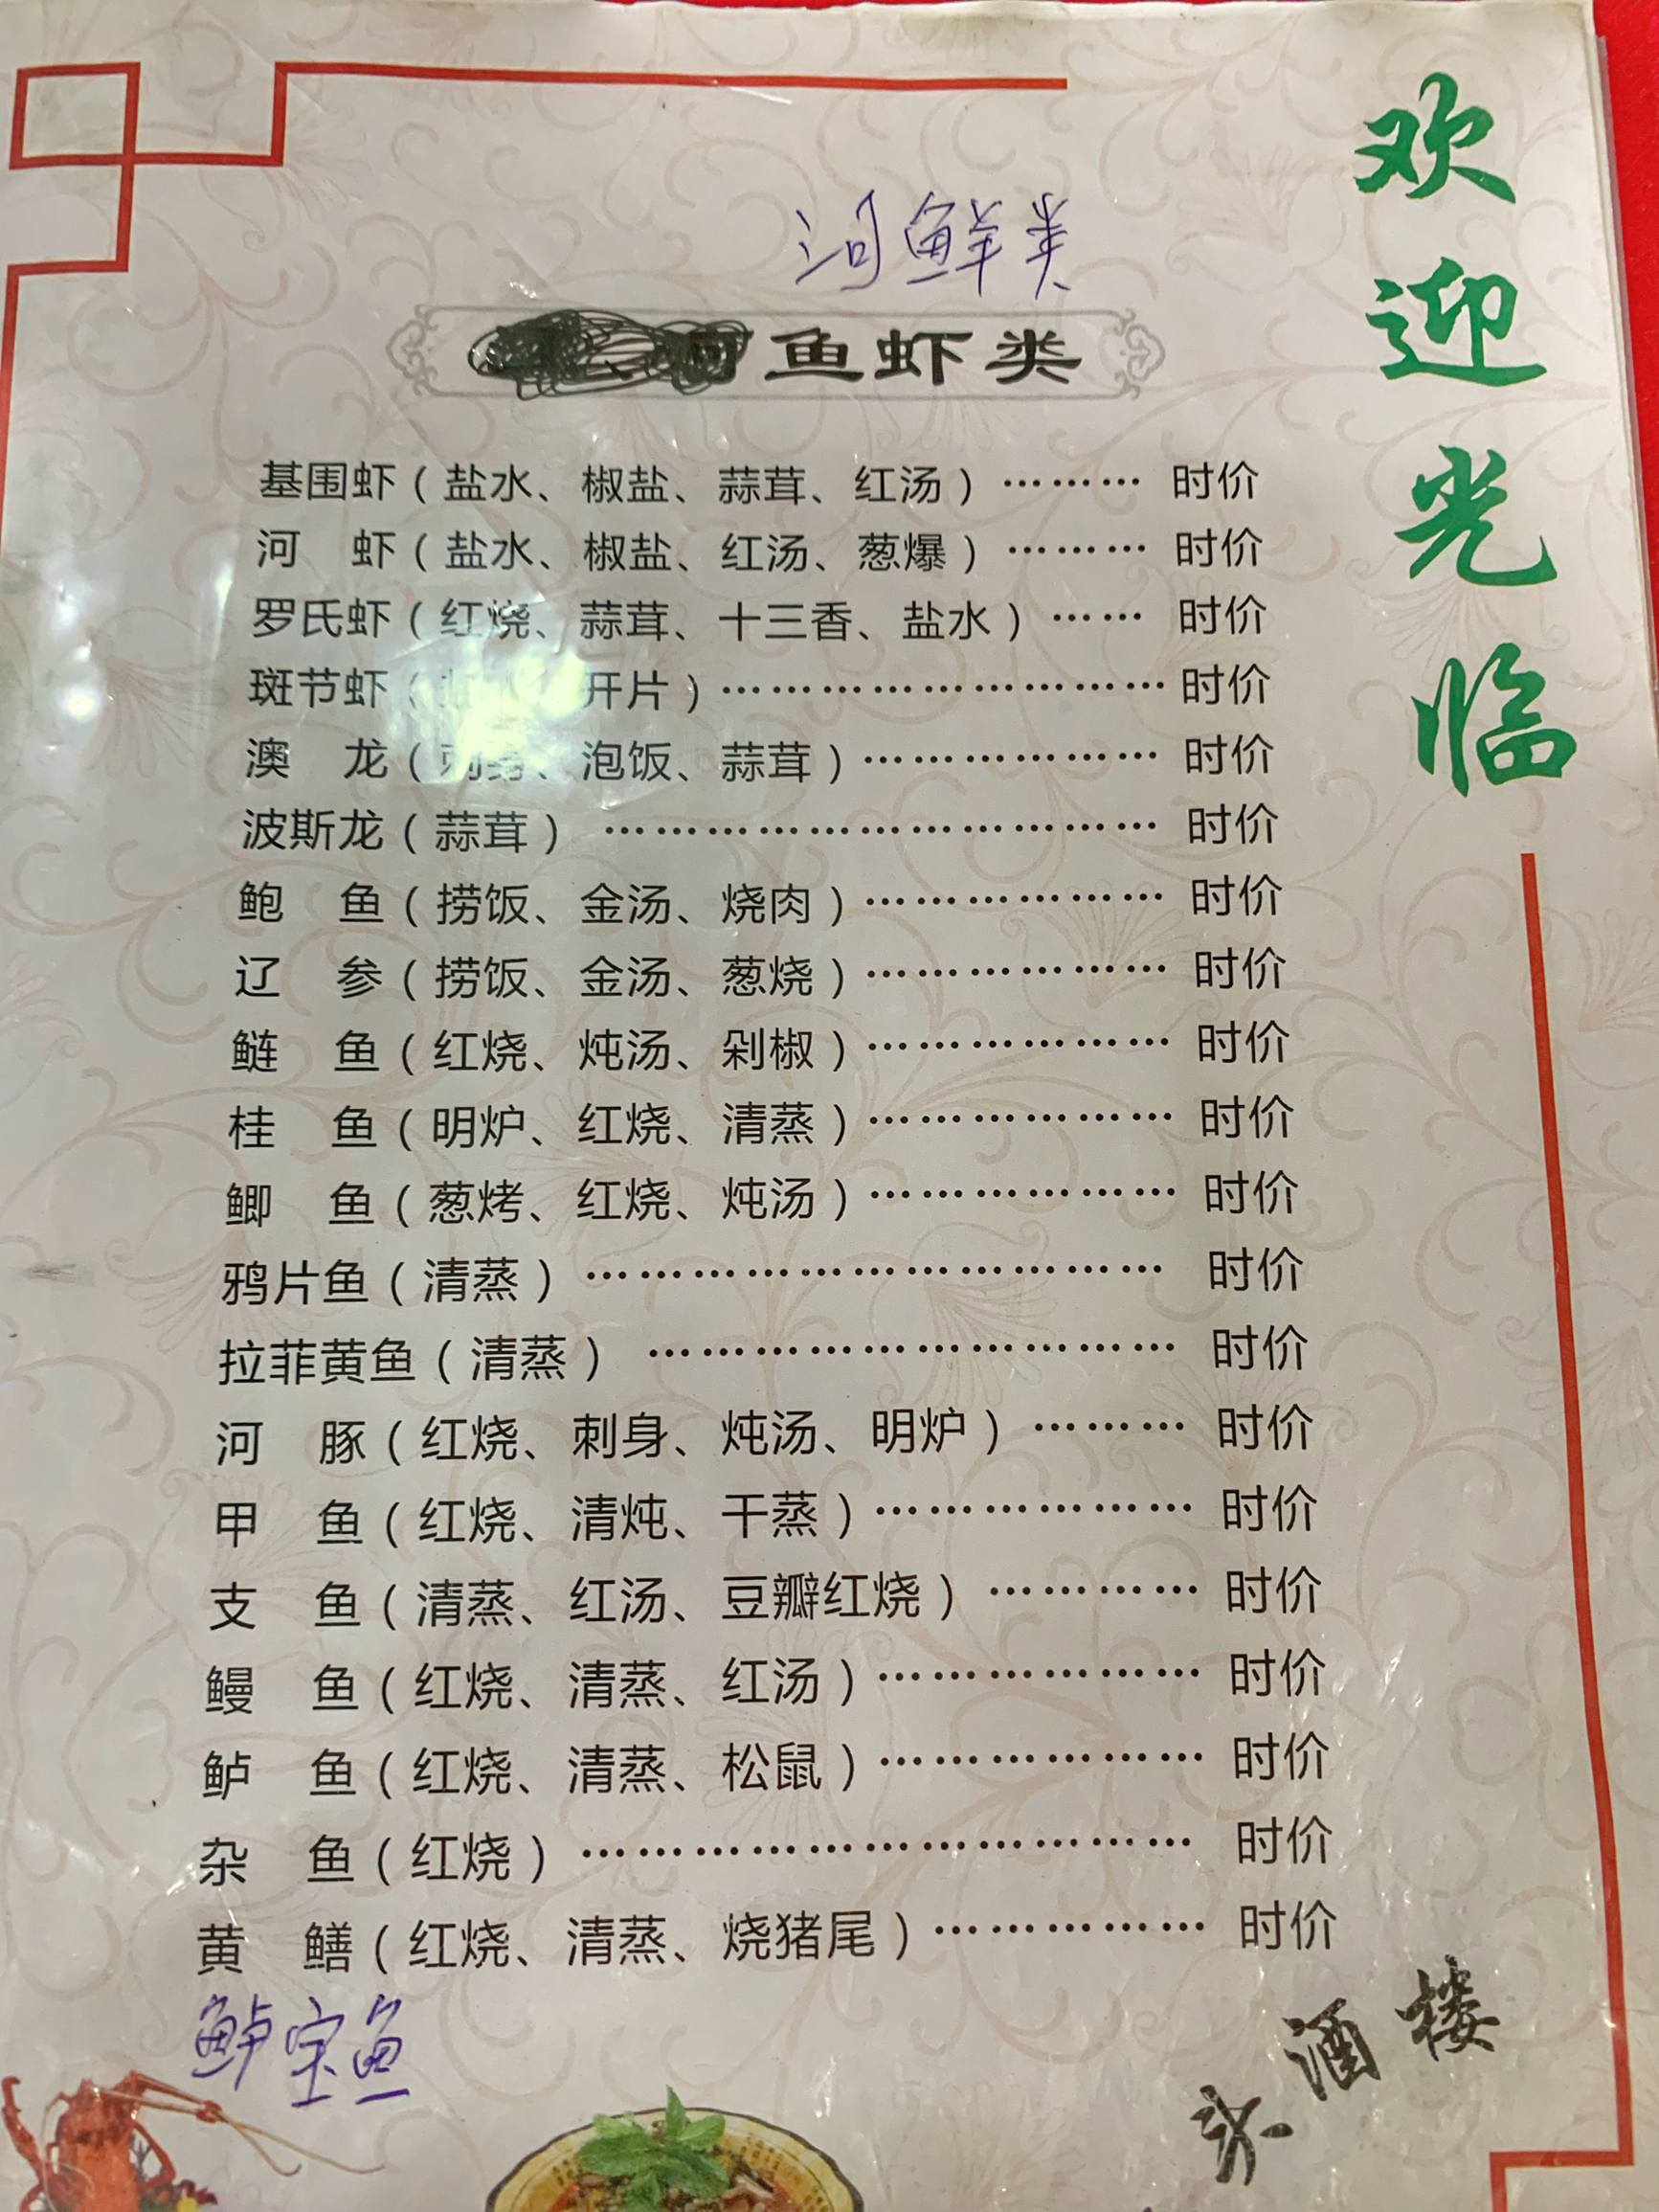 欢迎光临
河鲜类
鱼虾类
基围虾（盐水、椒盐、蒜茸、红汤）………时价
河 虾（盐水、椒盐、红汤、葱爆）………时价
罗氏虾（红烧、蒜茸、十三香、盐水）……时价
斑节虾（开片）………………………时价
澳 龙（刺身、泡饭、蒜茸）………………时价
波斯龙（蒜茸）………………………………时价
鲍 鱼（捞饭、金汤、烧肉）………………时价
辽 参（捞饭、金汤、葱烧）………………时价
鲢 鱼（红烧、炖汤、剁椒）………………时价
桂 鱼（明炉、红烧、清蒸）………………时价
鲫 鱼（葱烤、红烧、炖汤）………………时价
鸦片鱼（清蒸）………………………………时价
拉菲黄鱼（清蒸）……………………………时价
河 豚（红烧、刺身、炖汤、明炉）………时价
甲 鱼（红烧、清炖、干蒸）………………时价
支 鱼（清蒸、红汤、豆瓣红烧）…………时价
鳗 鱼（红烧、清蒸、红汤）………………时价
鲈 鱼（红烧、清蒸、松鼠）………………时价
杂 鱼（红烧）………………………………时价
黄 鳝（红烧、清蒸、烧猪尾）……………时价
鲈宝鱼
酒楼